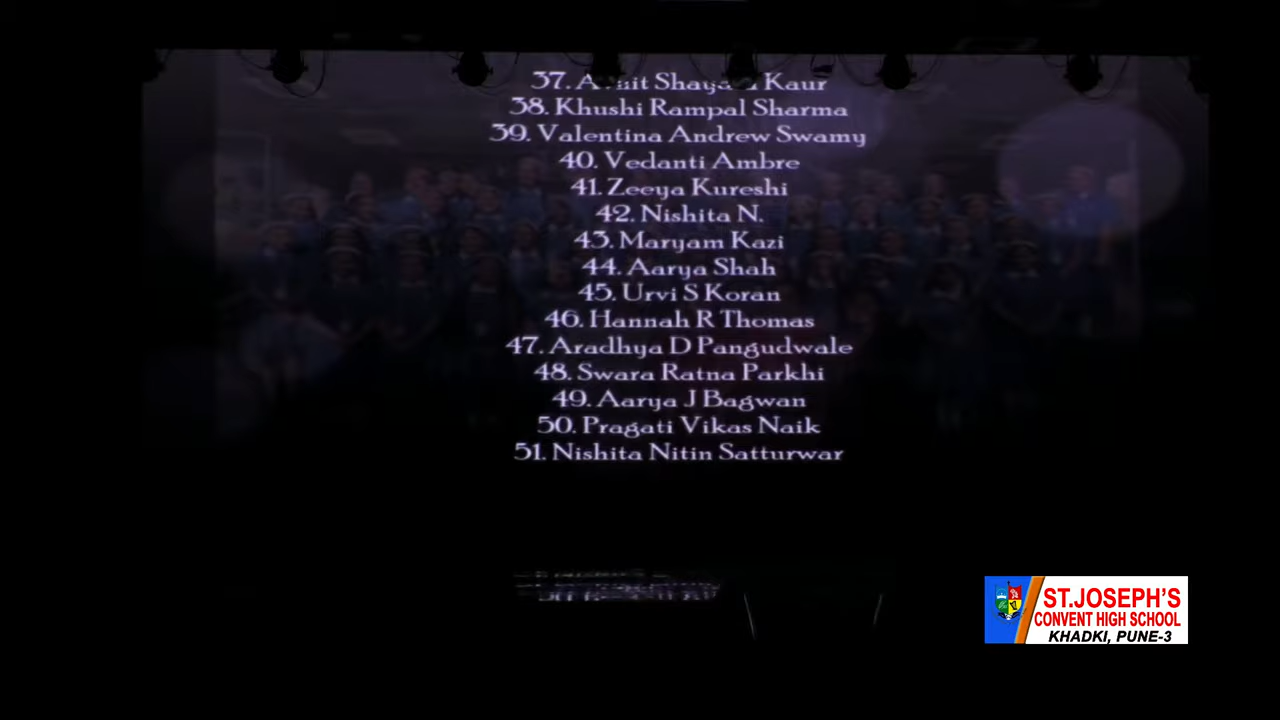 37. Kaur
38. Khushi Rampal Sharma
39. Valentina Andrew Swamy
40. Vedanti Ambre
41. Zeeya Kureshi
42. Nishita N.
43. Maryam Kazi
44. Aarya Shah
45. Urvi S Koran
46. Hannah R Thomas
47. Aradhya D Pangudwale
48. Swara Ratna Parkhi
49. Aarya J Bagwan
50. Pragati Vikas Naik
51. Nishita Nitin Satturwar
ST.JOSEPH'S
CONVENT HIGH SCHOOL
KHADKI, PUNE-3